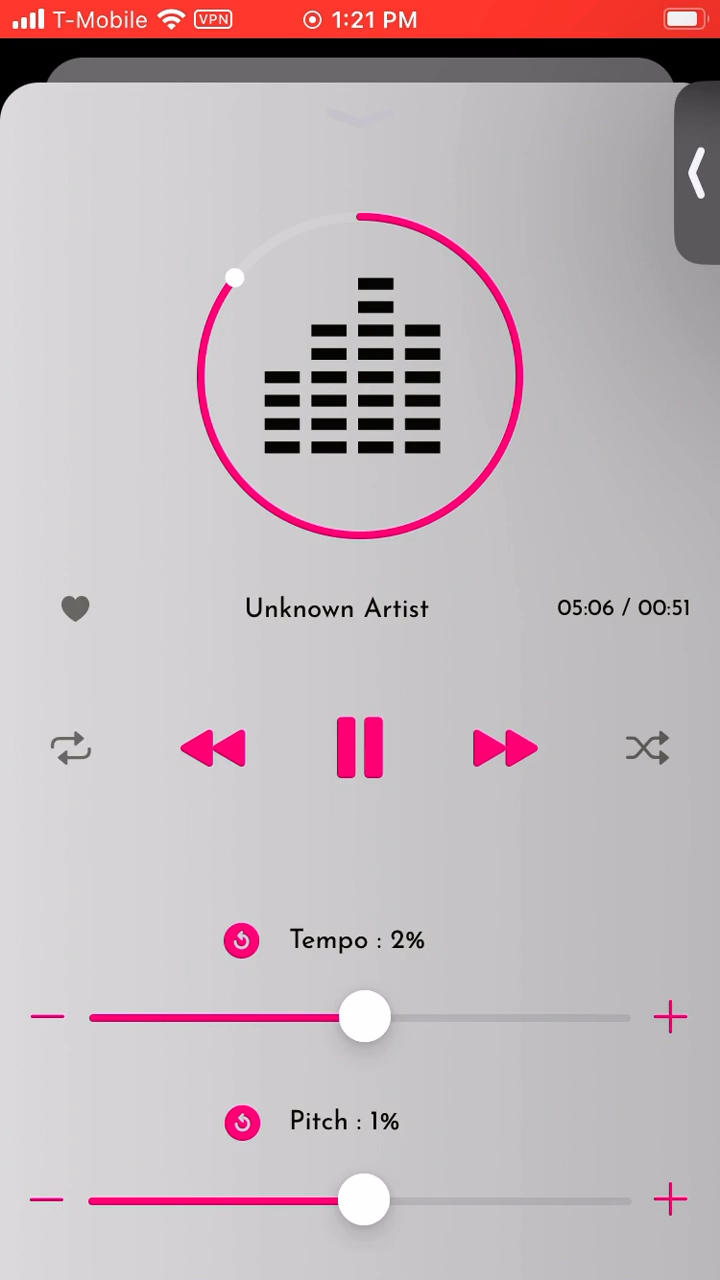 T-Mobile VPN 1:21 PM
Unknown Artist 05:06 / 00:51
Tempo : 2%
Pitch : 1%